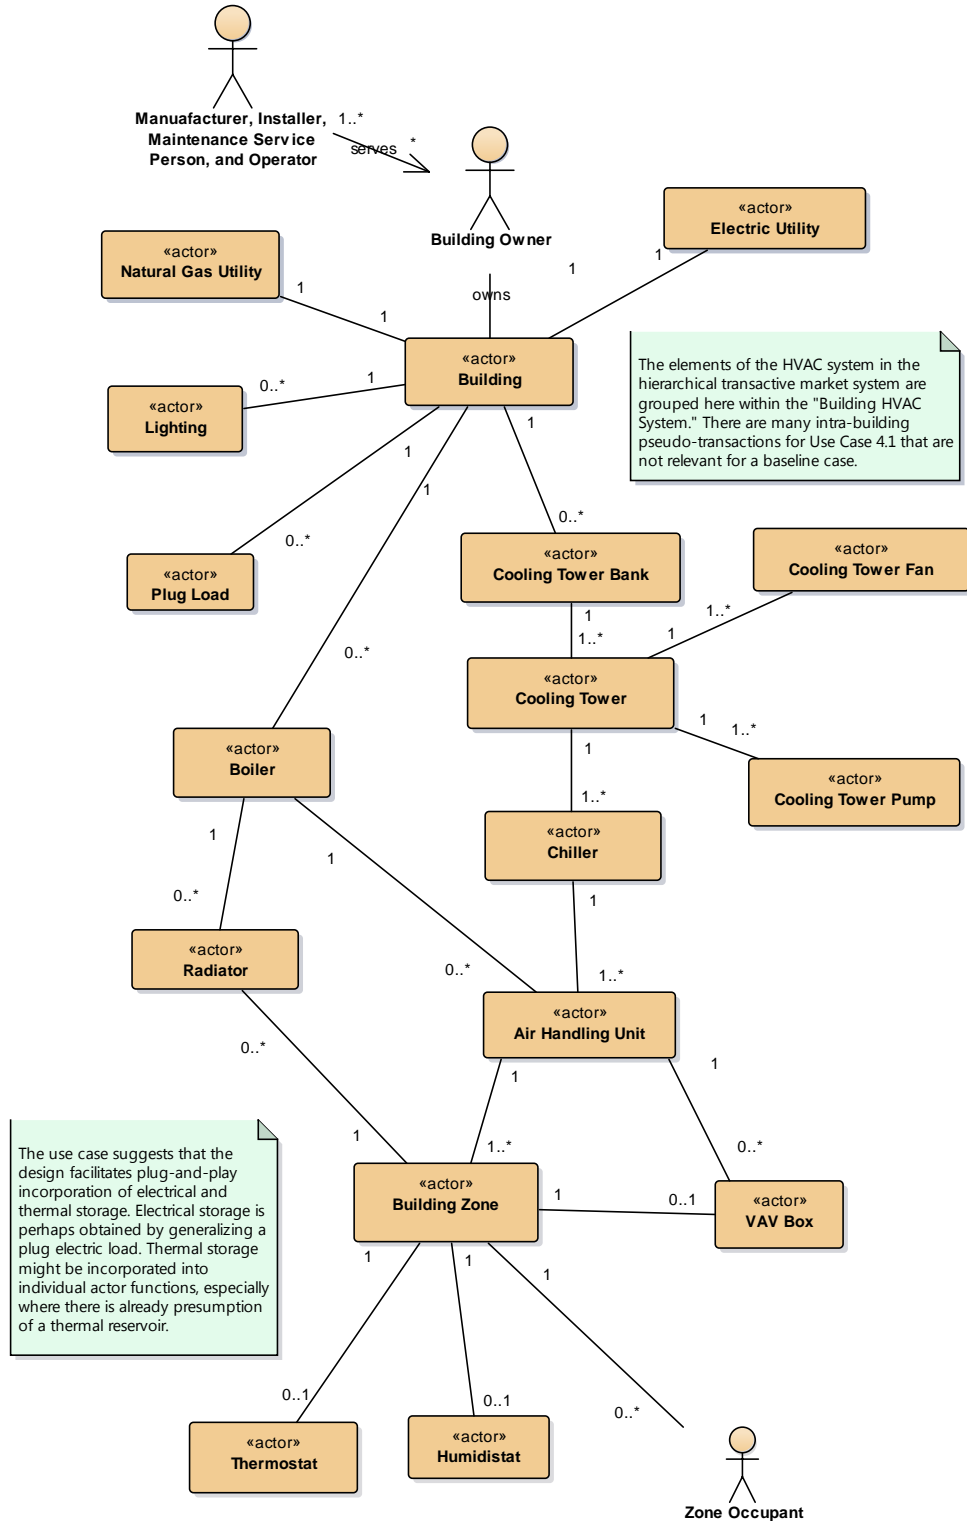 Manuafacturer, Installer,
Maintenance Service
Person, and Operator
1..*
serves
*
Building Owner
«actor»
Electric Utility
«actor»
Natural Gas Utility
1
1
owns
1
1
«actor»
Building
The elements of the HVAC system in the
hierarchical transactive market system are
grouped here within the "Building HVAC
System." There are many intra-building
pseudo-transactions for Use Case 4.1 that are
not relevant for a baseline case.
0..*
1
«actor»
Lighting
1
1
1
0..*
0..*
«actor»
Plug Load
«actor»
Cooling Tower Bank
«actor»
Cooling Tower Fan
1
1..*
1
1..*
0..*
«actor»
Cooling Tower
1
1..*
1
1..*
«actor»
Boiler
«actor»
Cooling Tower Pump
«actor»
Chiller
1
1
0..*
1
1..*
0..*
«actor»
Radiator
«actor»
Air Handling Unit
0..*
1
1
1..*
1
0..*
The use case suggests that the
design facilitates plug-and-play
incorporation of electrical and
thermal storage. Electrical storage is
perhaps obtained by generalizing a
plug electric load. Thermal storage
might be incorporated into
individual actor functions, especially
where there is already presumption
of a thermal reservoir.
«actor»
Building Zone
1
0..1
«actor»
VAV Box
1
1
1
0..1
0..1
0..*
«actor»
Thermostat
«actor»
Humidistat
Zone Occupant